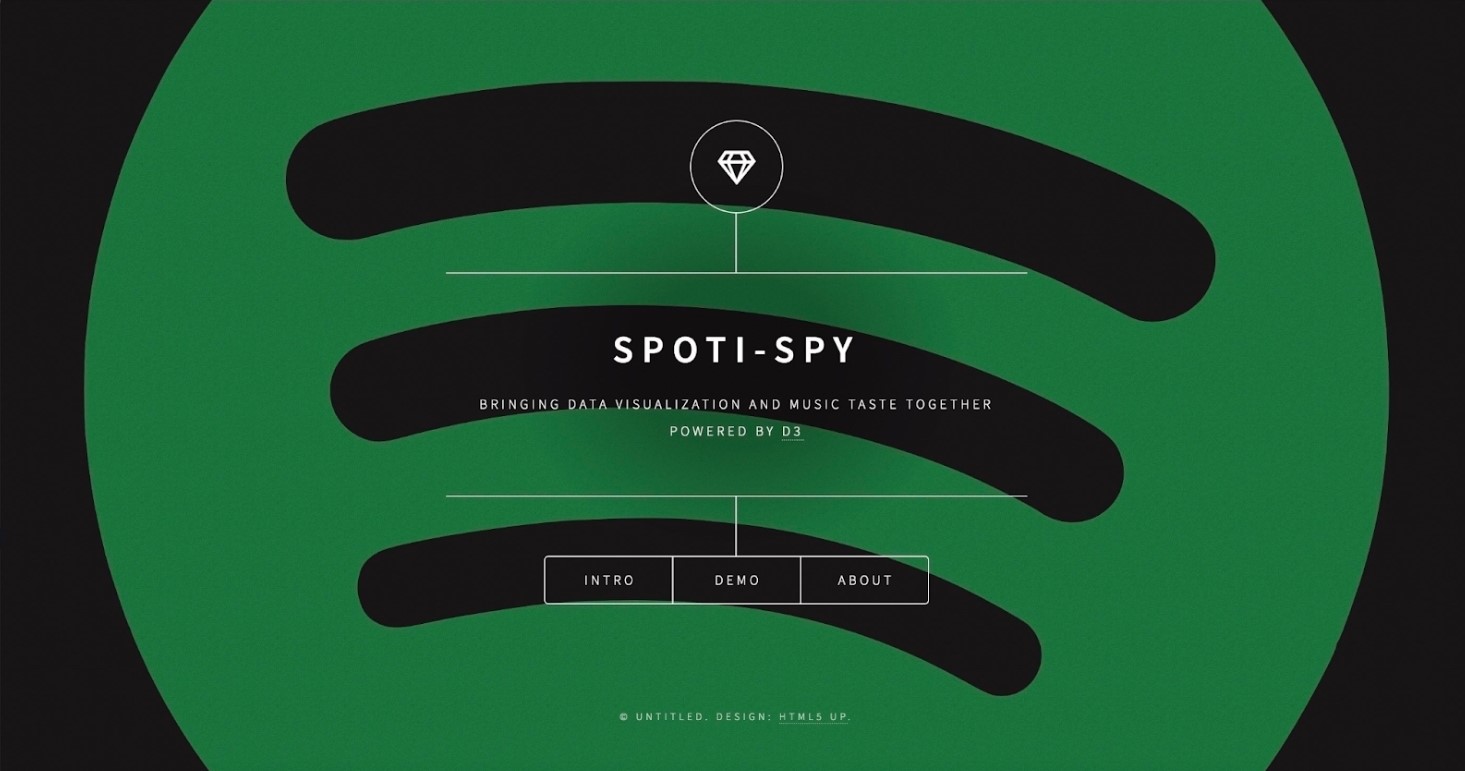 SPOTI-SPY
BRINGING DATA VISUALIZATION AND MUSIC TASTE TOGETHER
POWERED BY D3
INTRO
DEMO
ABOUT
© UNTITLED. DESIGN: HTML5 UP.